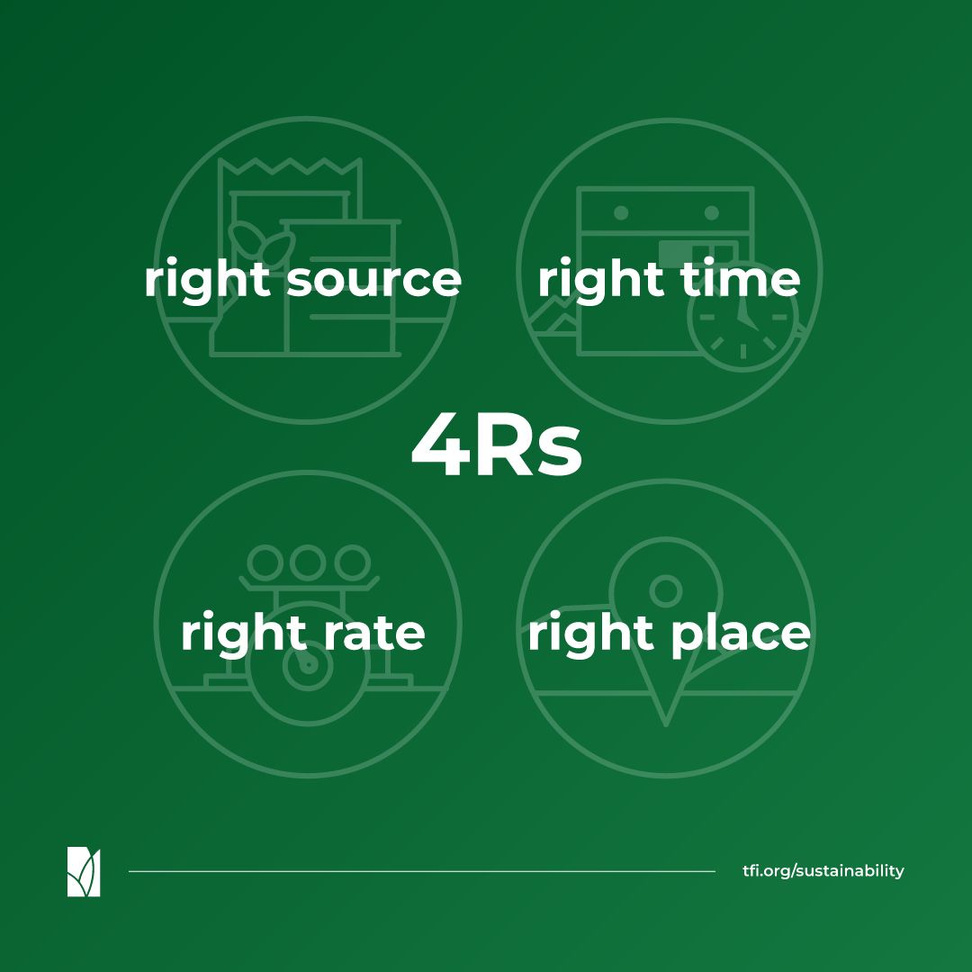 right source
right time
4Rs
right rate
right place
tfi.org/sustainability